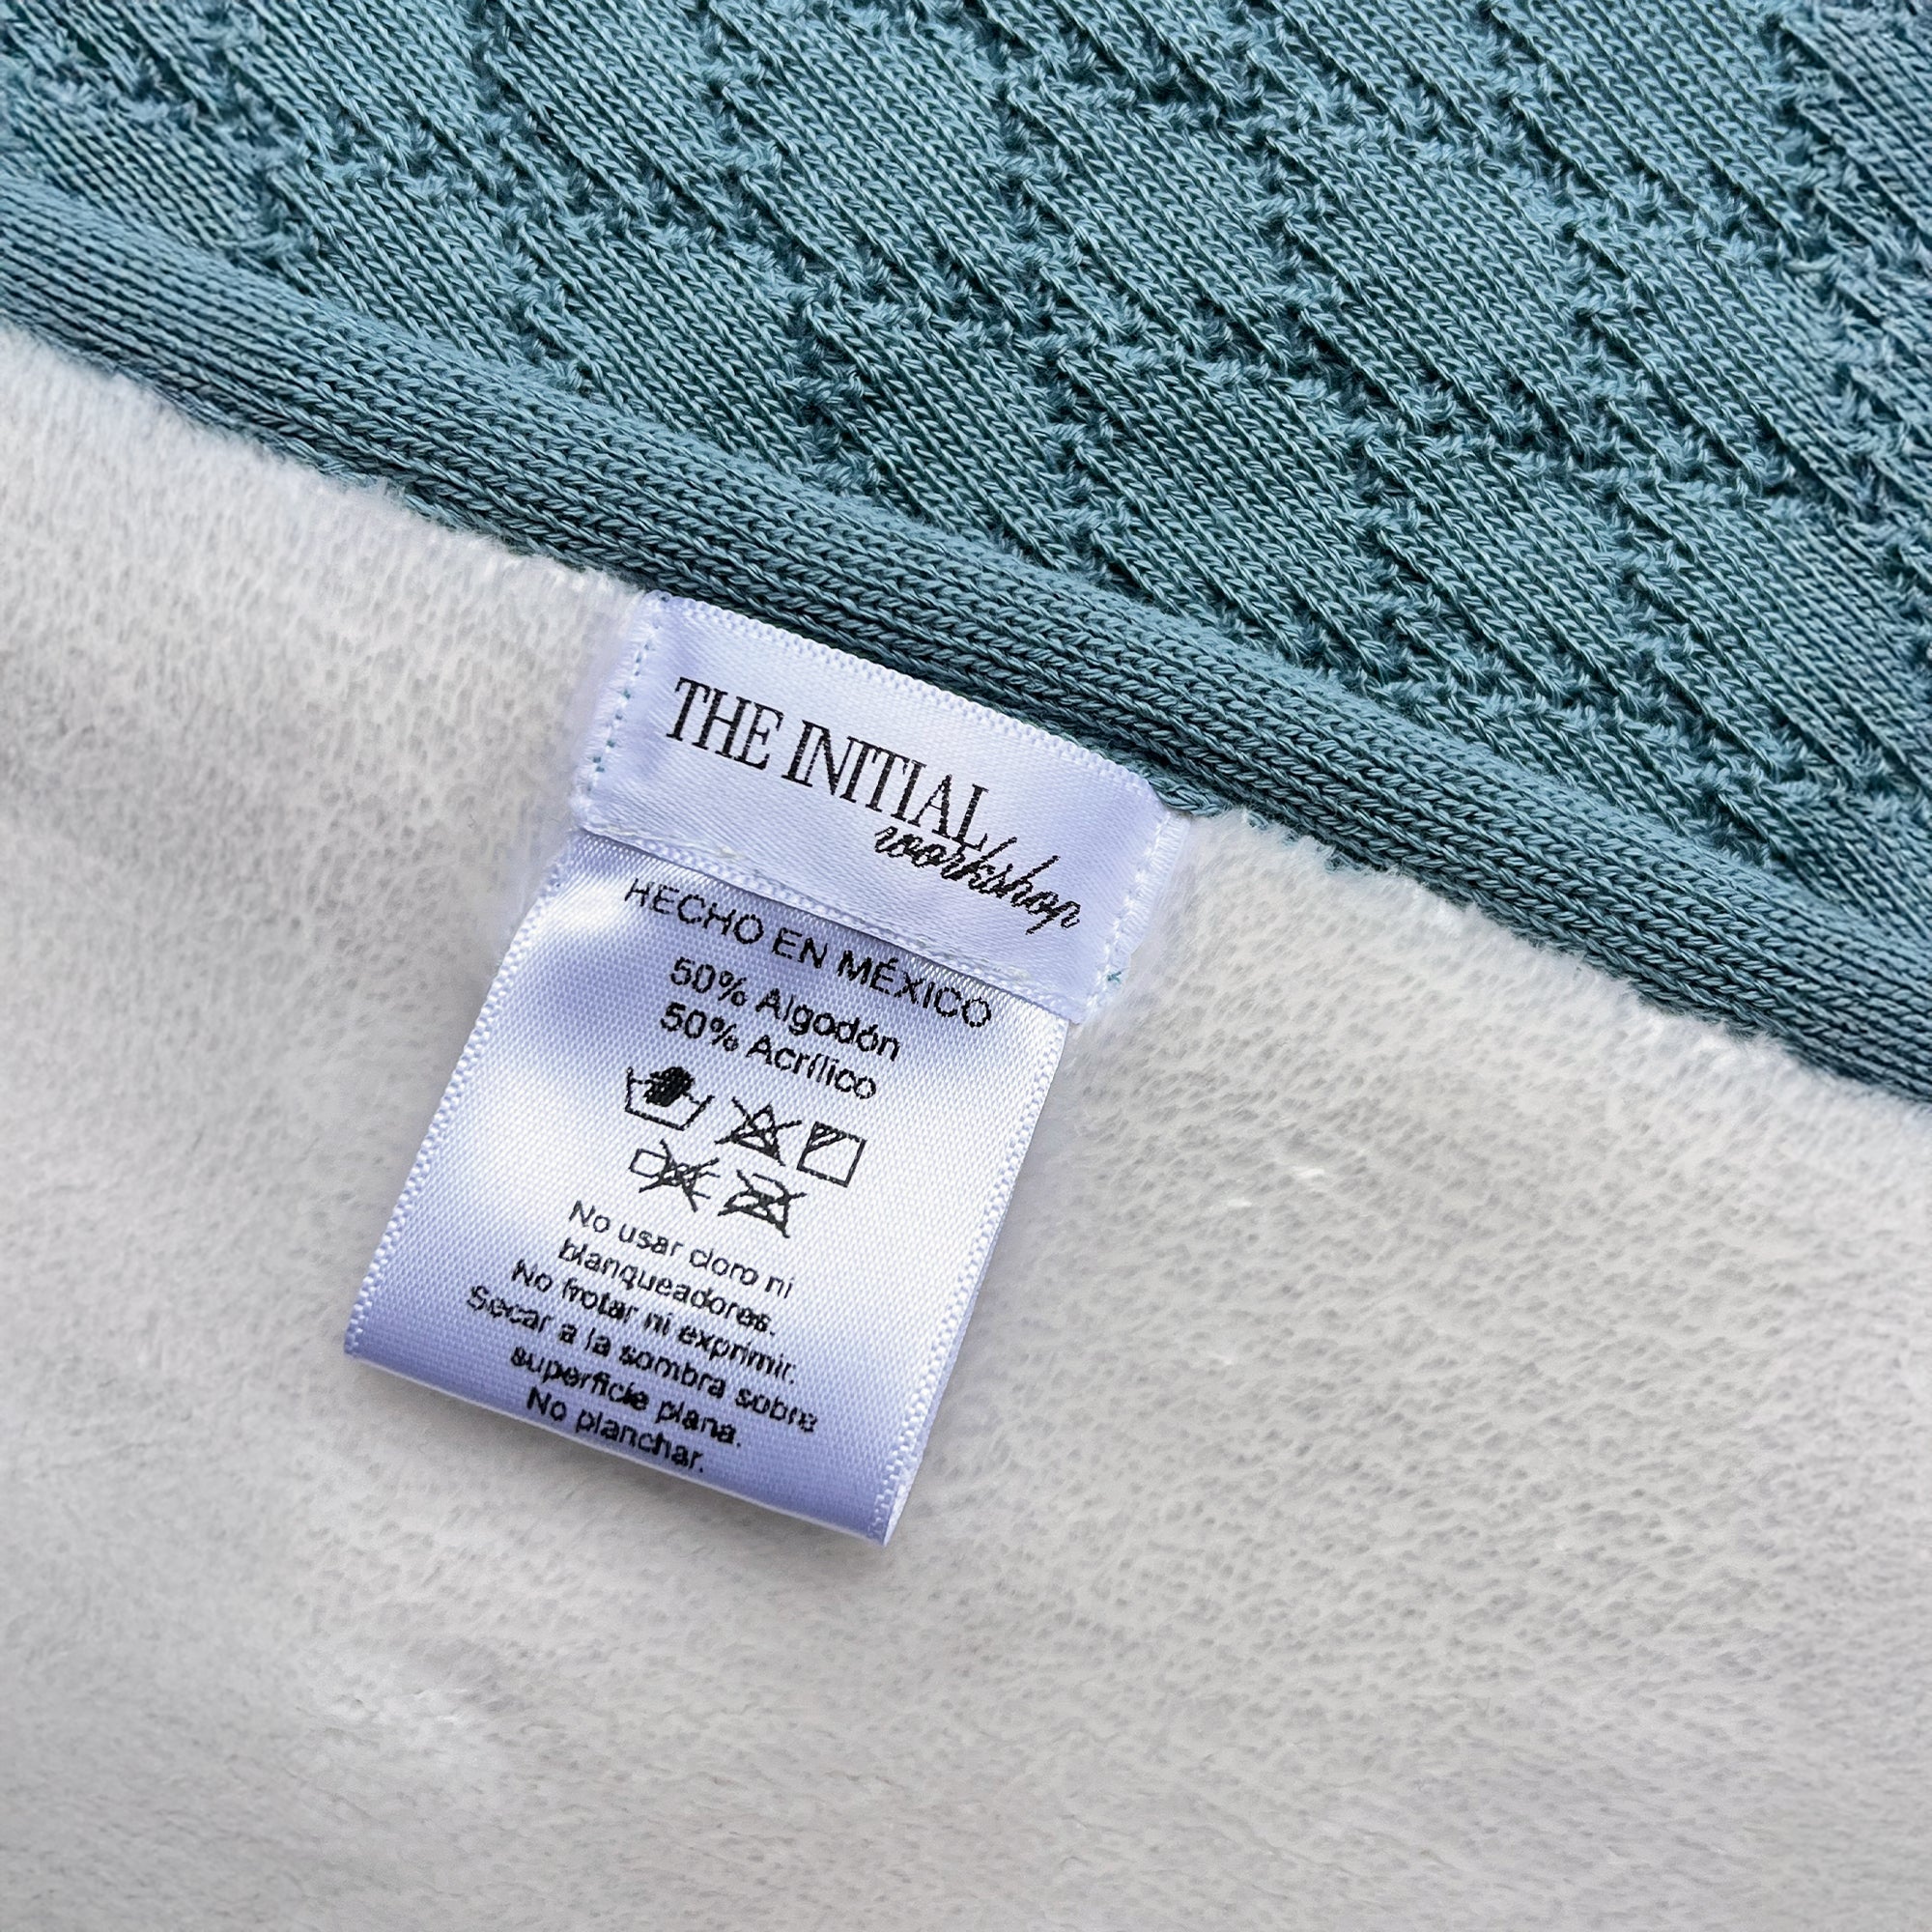 THE INITIAL
workshop
HECHO EN MÉXICO
50% Algodón
50% Acrílico
No usar cloro ni
blanqueadores.
No frotar ni exprimir.
Secar a la sombra sobre
superficie plana.
No planchar.